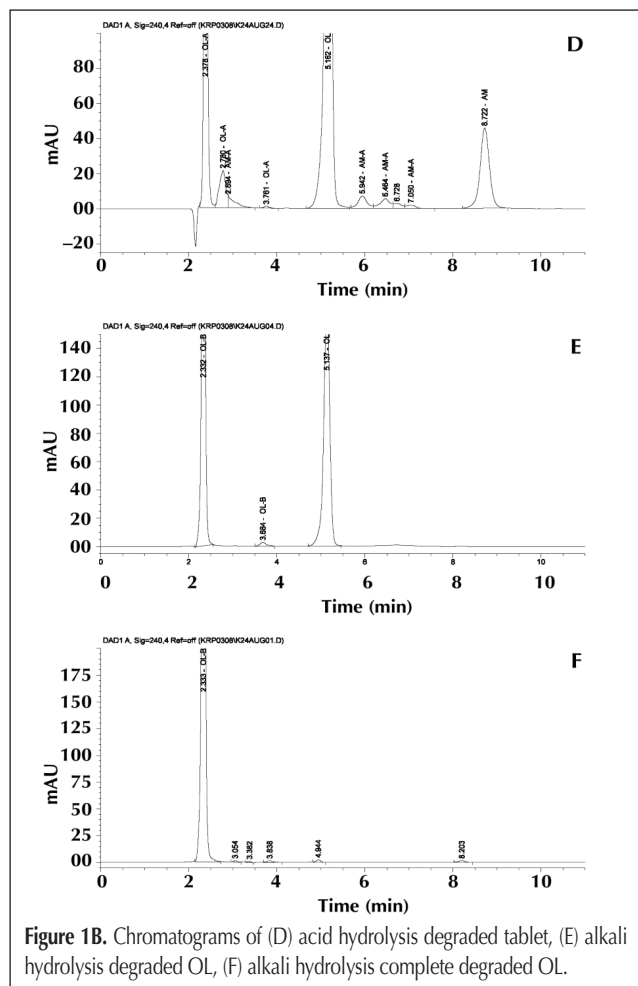 DAD1 A, Sig=240,4 Ref=off (KRP0308\K24AUG24.D)
D
mAU
80
60
40
20
00
−20
2.378 - OL-A
2.780 - OL-A
2.894 - AM-A
3.761 - OL-A
5.162 - OL
5.942 - AM-A
6.464 - AM-A
6.728
7.050 - AM-A
8.722 - AM
0 2 4 6 8 10
Time (min)
DAD1 A, Sig=240,4 Ref=off (KRP0308\K24AUG04.D)
E
mAU
140
120
100
80
60
40
20
00
2.332 - OL-B
3.684 - OL-B
5.137 - OL
0 2 4 6 8 10
0 2 4 6 8 10
Time (min)
DAD1 A, Sig=240,4 Ref=off (KRP0308\K24AUG01.D)
F
mAU
175
150
125
100
75
50
25
00
2.333 - OL-B
3.054
3.382
3.838
4.944
8.203
0 2 4 6 8 10
Time (min)
Figure 1B. Chromatograms of (D) acid hydrolysis degraded tablet, (E) alkali
hydrolysis degraded OL, (F) alkali hydrolysis complete degraded OL.